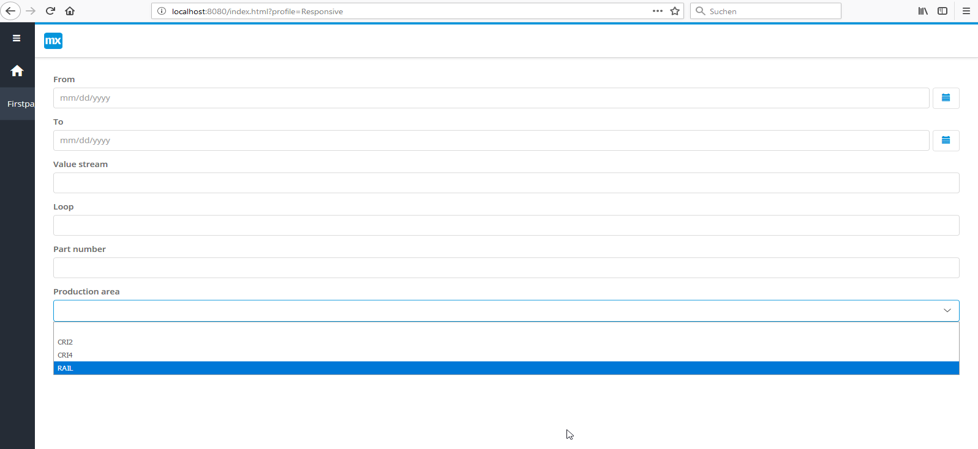 localhost:8080/index.html?profile=Responsive
Suchen
mx
Firstpa
From
mm/dd/yyyy
To
mm/dd/yyyy
Value stream
Loop
Part number
Production area
CRI2
CRI4
RAIL